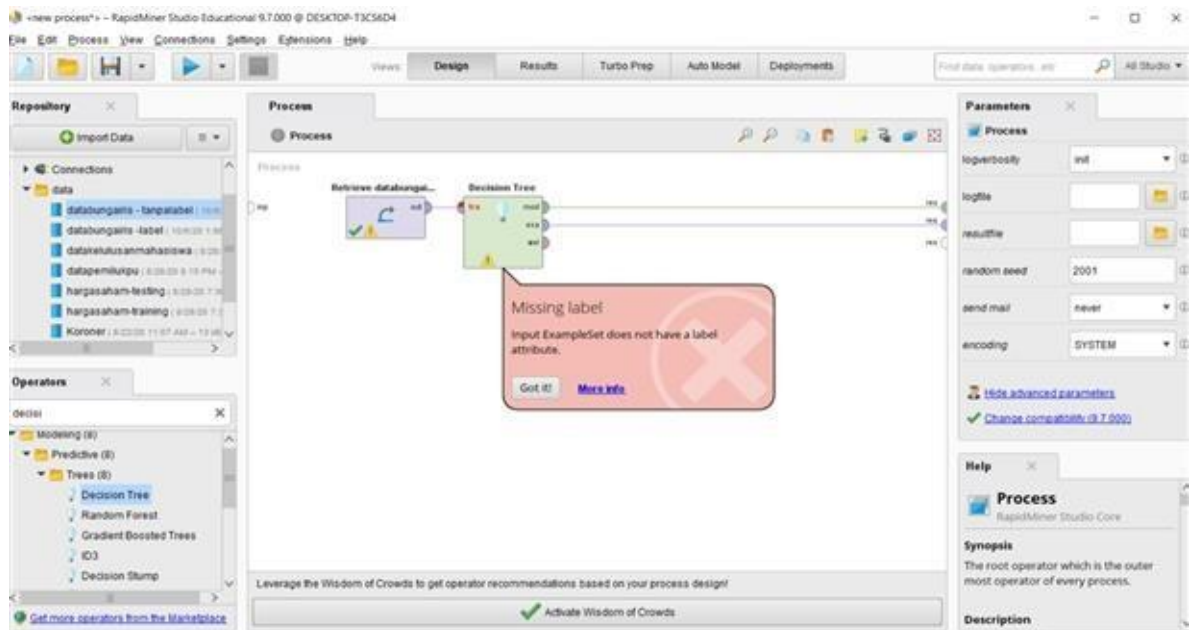 <new process*> – RapidMiner Studio Educational 9.7.000 @ DESKTOP-T3CS6D4
File Edit Process View Connections Settings Extensions Help
Views: Design Results Turbo Prep Auto Model Deployments
Find data, operators, etc
All Studio
Repository
Import Data
Connections
data
databungairis - tanpalabel
databungairis -label
datakelulusanmahasiswa
datapemilukpu
hargasaham-testing
hargasaham-training
Koroner
Operators
decisi
Modeling (8)
Predictive (8)
Trees (8)
Decision Tree
Random Forest
Gradient Boosted Trees
ID3
Decision Stump
Get more operators from the Marketplace
Process
Process
Process
Retrieve databungai...
Decision Tree
inp
out
tra
mod
exa
wei
res
res
res
Missing label
Input ExampleSet does not have a label
attribute.
Got it!
More info
Leverage the Wisdom of Crowds to get operator recommendations based on your process design!
Activate Wisdom of Crowds
Parameters
Process
logverbosity
init
logfile
resultfile
random seed
2001
send mail
never
encoding
SYSTEM
Hide advanced parameters
Change compatibility (9.7.000)
Help
Process
RapidMiner Studio Core
Synopsis
The root operator which is the outer
most operator of every process.
Description